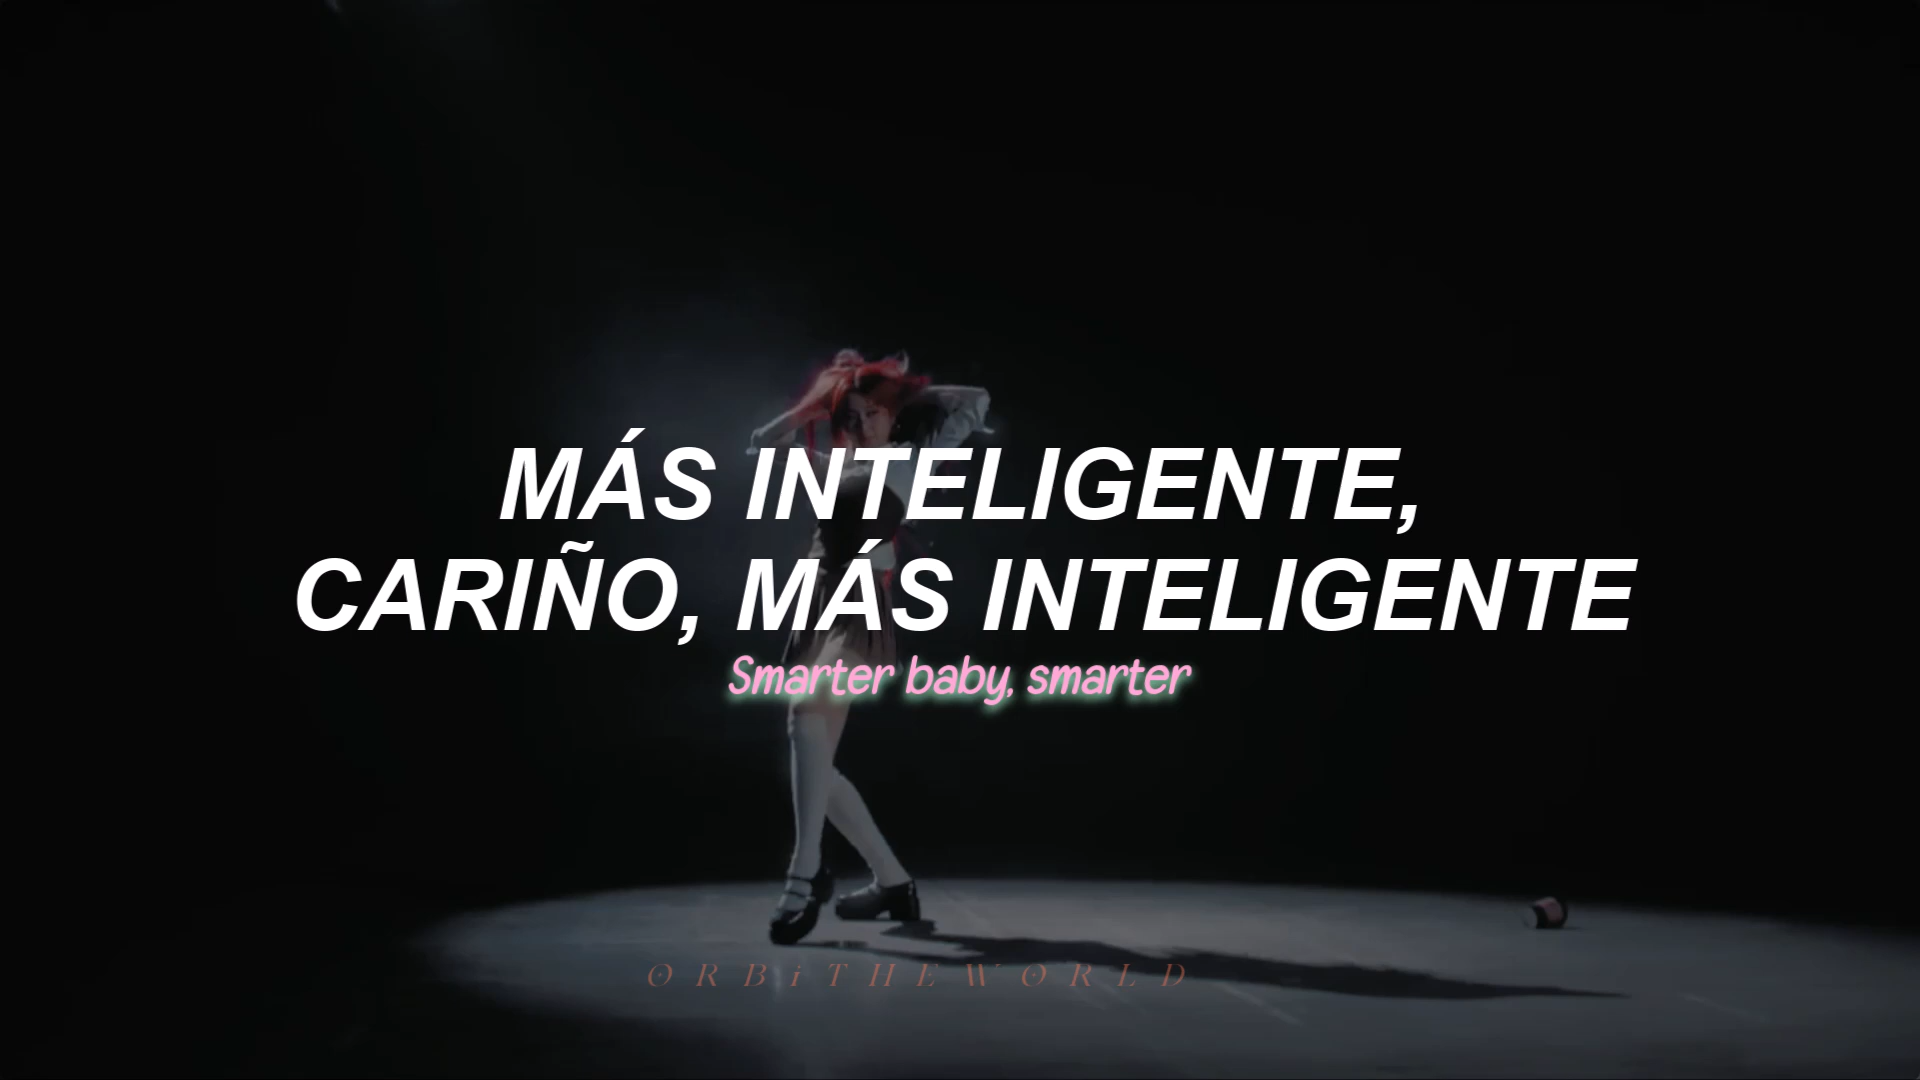 MÁS INTELIGENTE,
CARIÑO, MÁS INTELIGENTE
Smarter baby, smarter
ORBiTHEWORLD